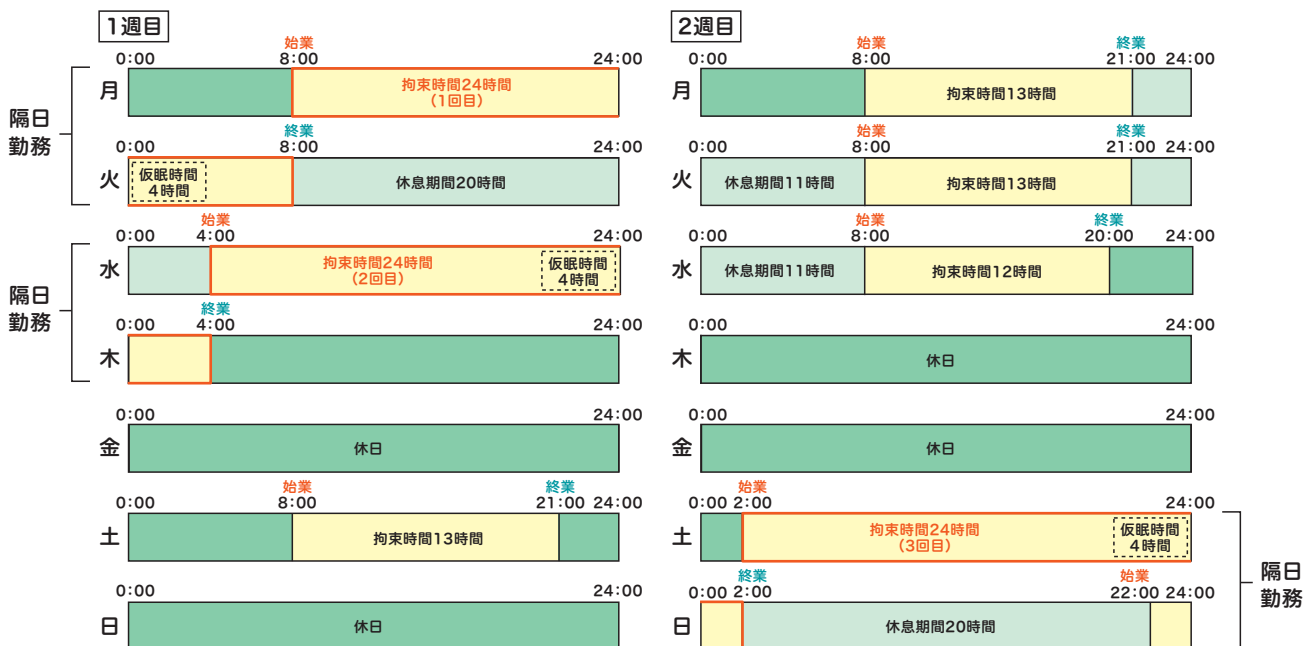 1週目
始業
0:00 8:00 24:00
月
拘束時間24時間
(1回目)
隔日
勤務
終業
0:00 8:00 24:00
火
仮眠時間
4時間
休息期間20時間
始業
0:00 4:00 24:00
水
拘束時間24時間
(2回目)
仮眠時間
4時間
隔日
勤務
終業
0:00 4:00 24:00
木
0:00 24:00
金
休日
始業 終業
0:00 8:00 21:00 24:00
土
拘束時間13時間
0:00 24:00
日
休日
2週目
始業 終業
0:00 8:00 21:00 24:00
月
拘束時間13時間
始業 終業
0:00 8:00 21:00 24:00
火
休息期間11時間 拘束時間13時間
始業 終業
0:00 8:00 20:00 24:00
水
休息期間11時間 拘束時間12時間
0:00 24:00
木
休日
0:00 24:00
金
休日
始業
0:00 2:00 24:00
土
拘束時間24時間
(3回目)
仮眠時間
4時間
隔日
勤務
終業 始業
0:00 2:00 22:00 24:00
日
休息期間20時間